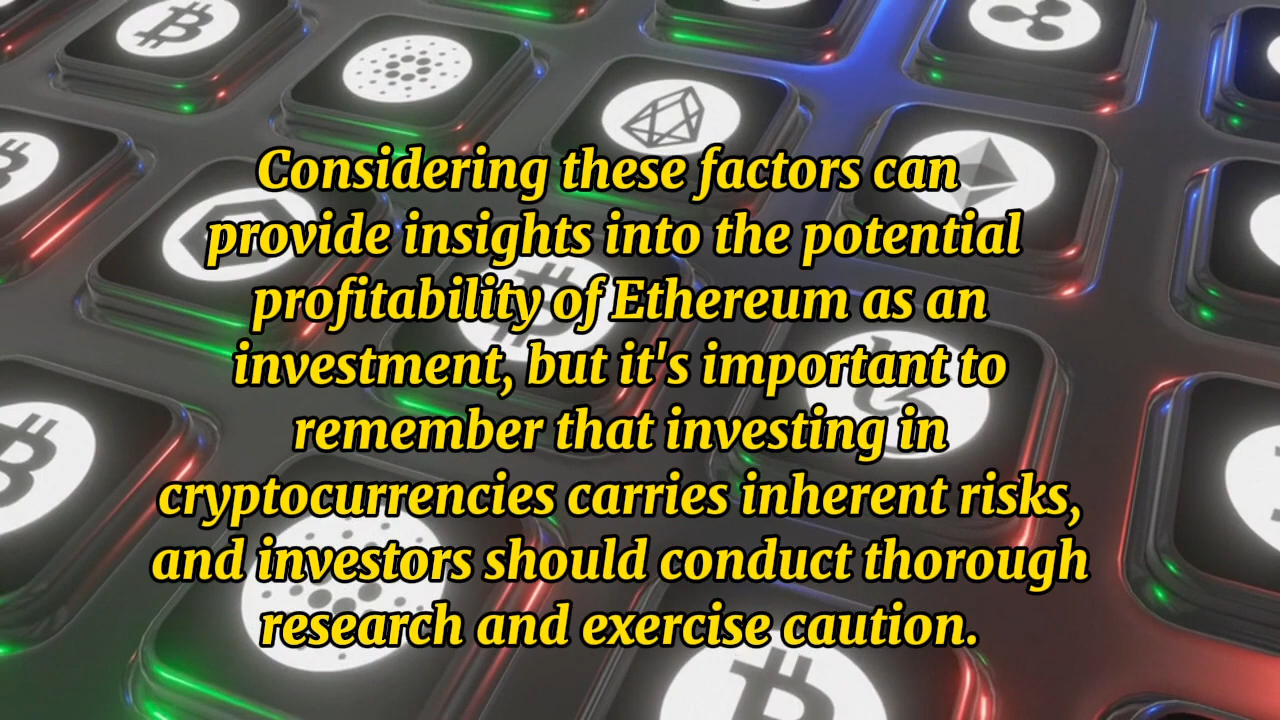 Considering these factors can
provide insights into the potential
profitability of Ethereum as an
investment, but it's important to
remember that investing in
cryptocurrencies carries inherent risks,
and investors should conduct thorough
research and exercise caution.